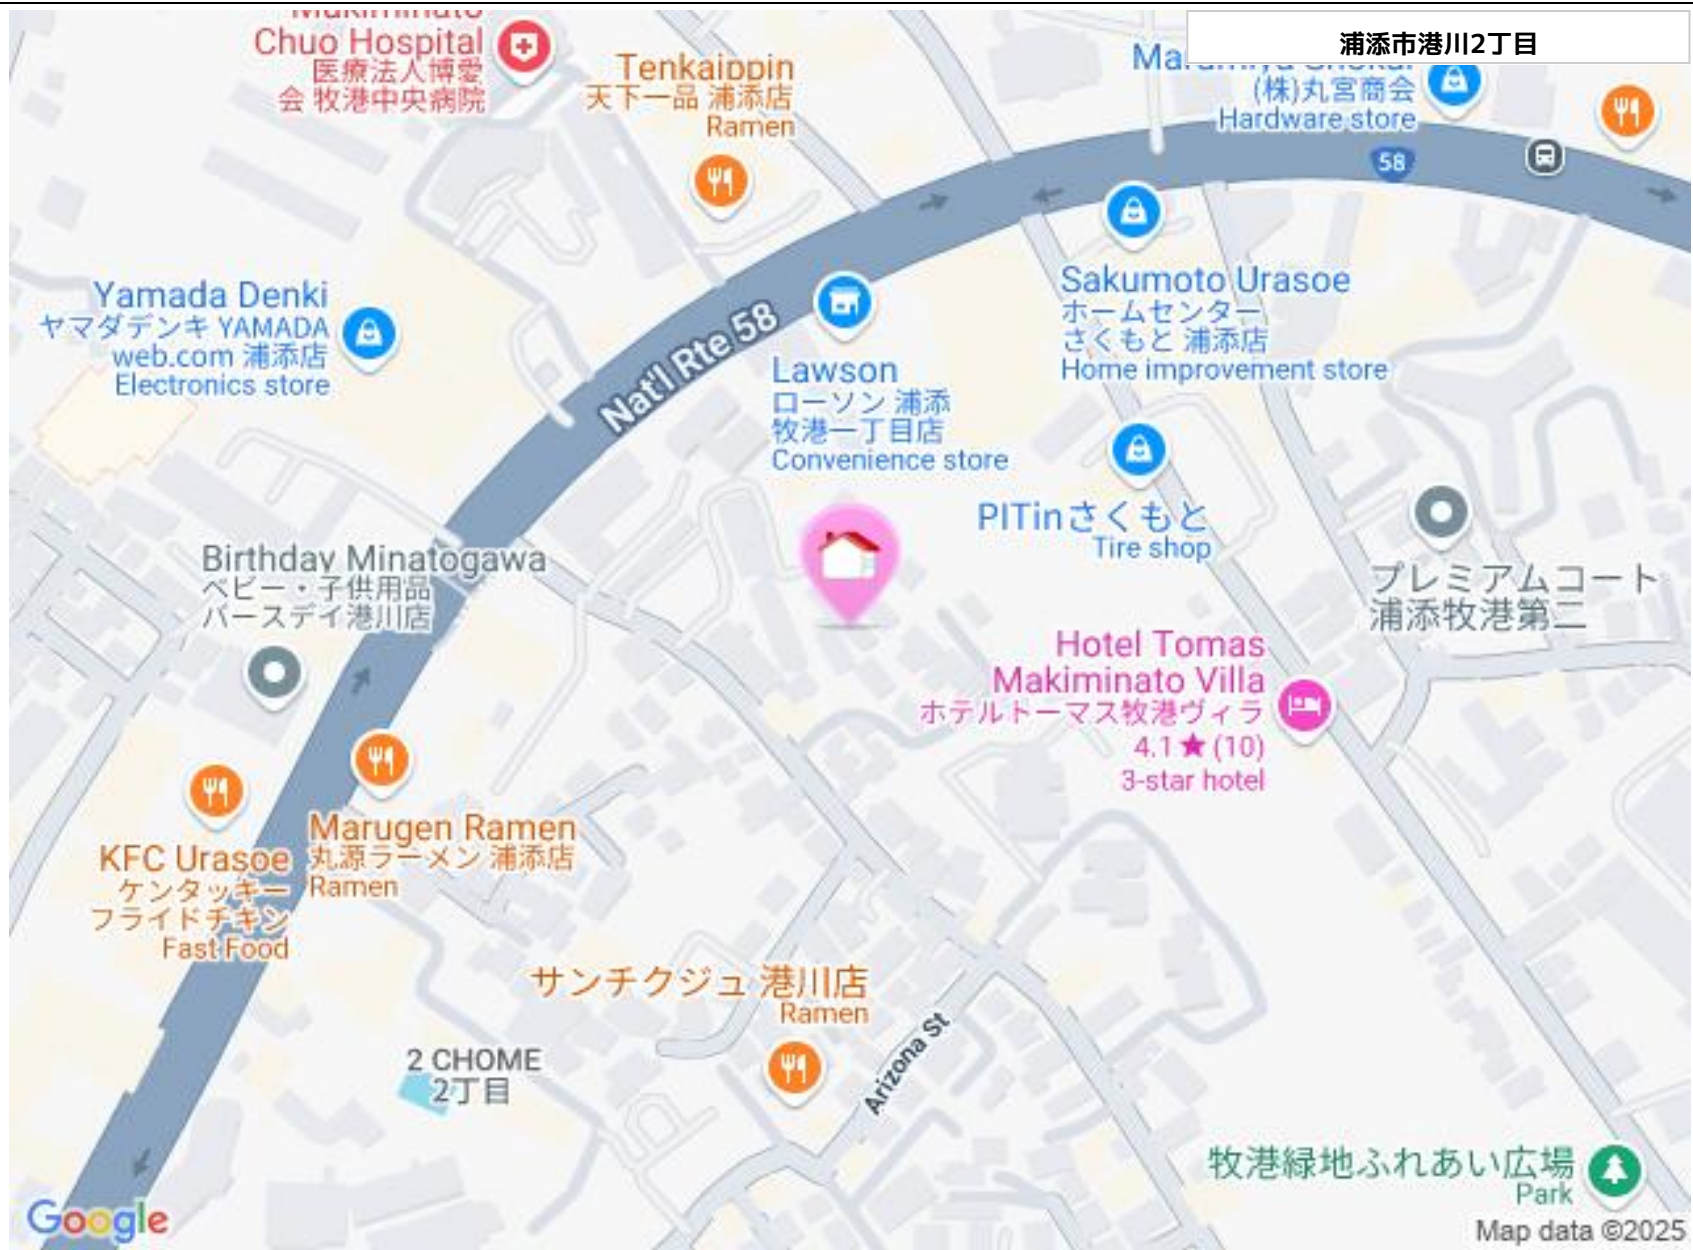 浦添市港川2丁目
Makiminato
Chuo Hospital
医療法人博愛
会 牧港中央病院
Tenkaippin
天下一品 浦添店
Ramen
Marumiya Shokai
(株)丸宮商会
Hardware store
58
Yamada Denki
ヤマダデンキ YAMADA
web.com 浦添店
Electronics store
Nat'l Rte 58
Lawson
ローソン 浦添
牧港一丁目店
Convenience store
Sakumoto Urasoe
ホームセンター
さくもと 浦添店
Home improvement store
PITinさくもと
Tire shop
Birthday Minatogawa
ベビー・子供用品
バースデイ港川店
プレミアムコート
浦添牧港第二
Hotel Tomas
Makiminato Villa
ホテルトーマス牧港ヴィラ
4.1★(10)
3-star hotel
Marugen Ramen
丸源ラーメン 浦添店
Ramen
KFC Urasoe
ケンタッキー
フライドチキン
Fast Food
サンチクジュ 港川店
Ramen
Arizona St
2 CHOME
2丁目
牧港緑地ふれあい広場
Park
Google
Map data ©2025